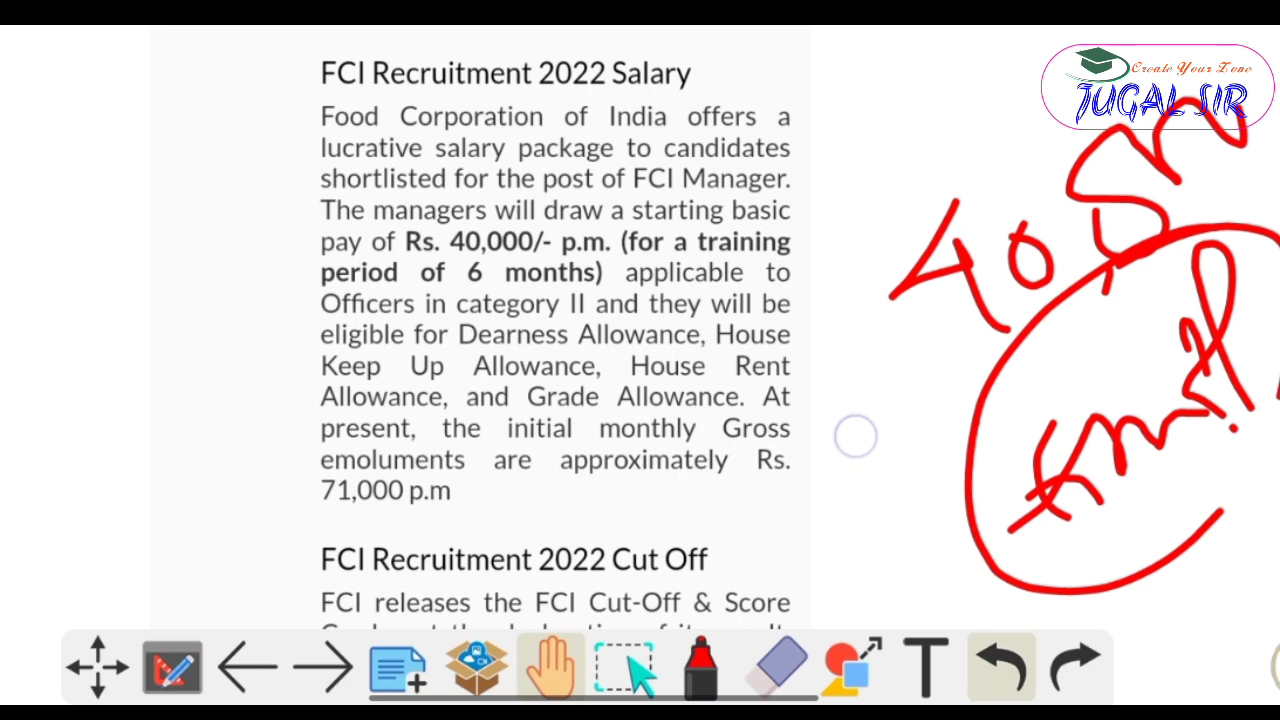 FCI Recruitment 2022 Salary
Food Corporation of India offers a
lucrative salary package to candidates
shortlisted for the post of FCI Manager.
The managers will draw a starting basic
pay of Rs. 40,000/- p.m. (for a training
period of 6 months) applicable to
Officers in category II and they will be
eligible for Dearness Allowance, House
Keep Up Allowance, House Rent
Allowance, and Grade Allowance. At
present, the initial monthly Gross
emoluments are approximately Rs.
71,000 p.m
FCI Recruitment 2022 Cut Off
FCI releases the FCI Cut-Off & Score
Create Your Zone
JUGAL SIR